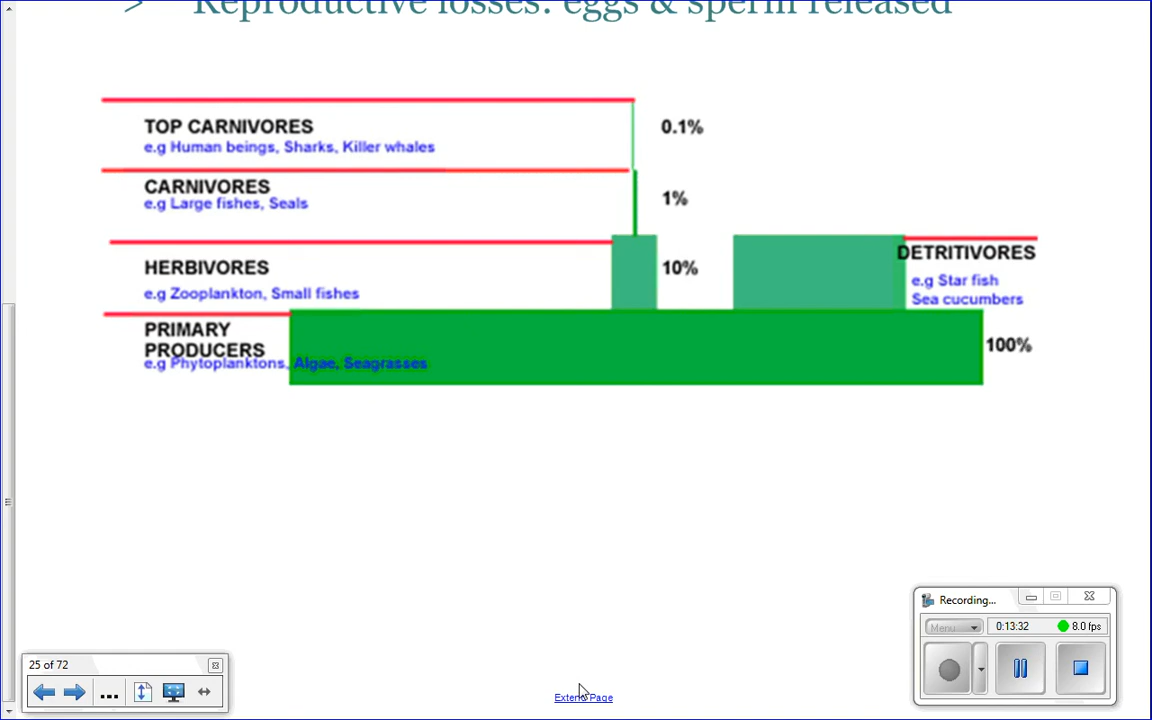 > Reproductive losses: eggs & sperm released
TOP CARNIVORES
e.g Human beings, Sharks, Killer whales
0.1%
CARNIVORES
e.g Large fishes, Seals
1%
HERBIVORES
e.g Zooplankton, Small fishes
10%
DETRITIVORES
e.g Star fish
Sea cucumbers
PRIMARY
PRODUCERS
e.g Phytoplanktons, Algae, Seagrasses
100%
Recording...
Menu
0:13:32
8.0 fps
25 of 72
...
Extend Page